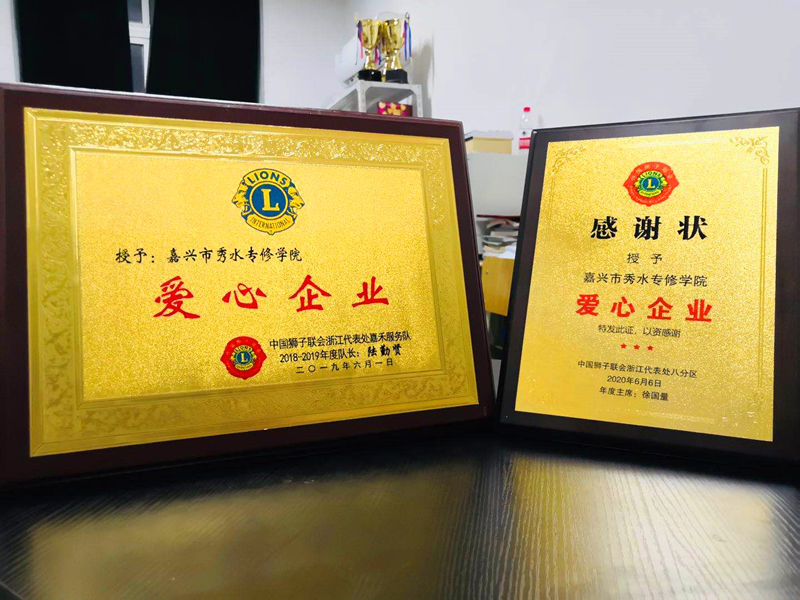 LIONS
L
INTERNATIONAL
授予：嘉兴市秀水专修学院
爱心企业
中国狮子联会浙江代表处嘉禾服务队
2018-2019年度队长：陆勤贤
二〇一九年六月一日
LIONS
L
感谢状
授予
嘉兴市秀水专修学院
爱心企业
特发此证，以资感谢
★★★
中国狮子联会浙江代表处八分区
2020年6月6日
年度主席：徐国量